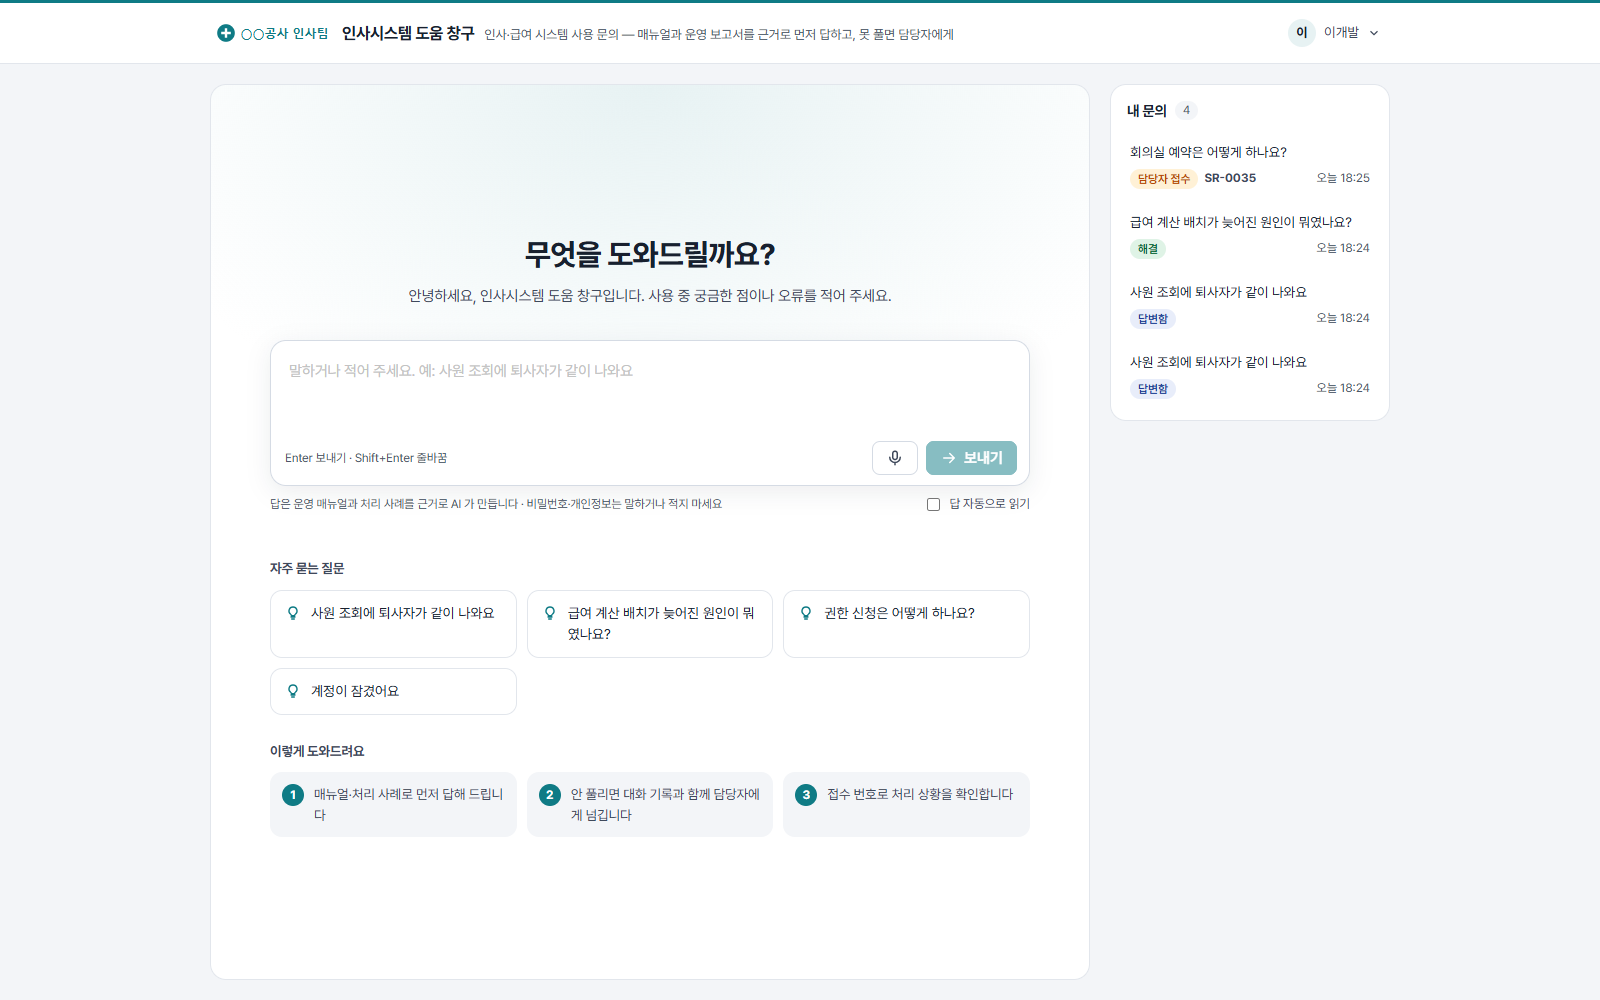 ○○공사 인사팀 인사시스템 도움 창구 인사·급여 시스템 사용 문의 — 매뉴얼과 운영 보고서를 근거로 먼저 답하고, 못 풀면 담당자에게
이 이개발
무엇을 도와드릴까요?
안녕하세요, 인사시스템 도움 창구입니다. 사용 중 궁금한 점이나 오류를 적어 주세요.
말하거나 적어 주세요. 예: 사원 조회에 퇴사자가 같이 나와요
Enter 보내기 · Shift+Enter 줄바꿈
보내기
답은 운영 매뉴얼과 처리 사례를 근거로 AI 가 만듭니다 · 비밀번호·개인정보는 말하거나 적지 마세요
답 자동으로 읽기
자주 묻는 질문
사원 조회에 퇴사자가 같이 나와요
급여 계산 배치가 늦어진 원인이 뭐
였나요?
권한 신청은 어떻게 하나요?
계정이 잠겼어요
이렇게 도와드려요
1 매뉴얼·처리 사례로 먼저 답해 드립니
다
2 안 풀리면 대화 기록과 함께 담당자에
게 넘깁니다
3 접수 번호로 처리 상황을 확인합니다
내 문의 4
회의실 예약은 어떻게 하나요?
담당자 접수 SR-0035 오늘 18:25
급여 계산 배치가 늦어진 원인이 뭐였나요?
해결 오늘 18:24
사원 조회에 퇴사자가 같이 나와요
답변함 오늘 18:24
사원 조회에 퇴사자가 같이 나와요
답변함 오늘 18:24